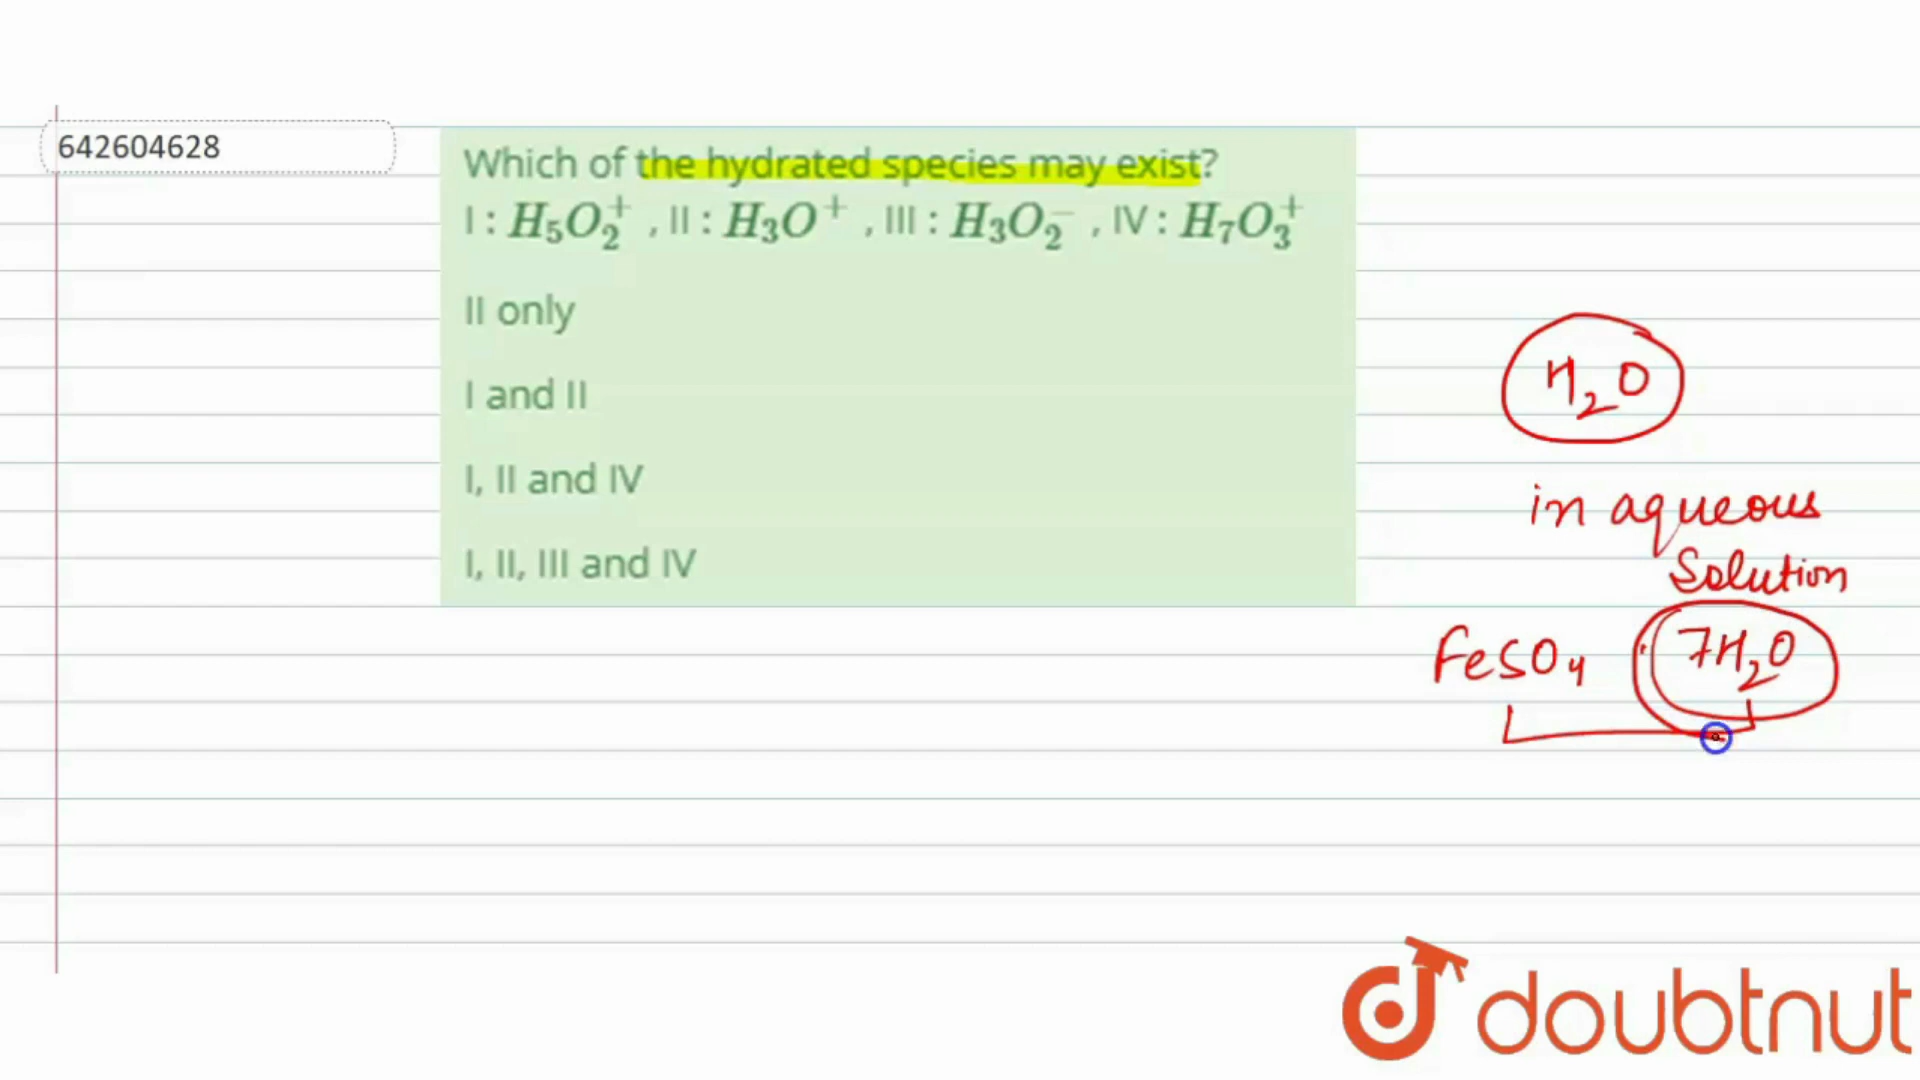 642604628
Which of the hydrated species may exist?
I : H₅O₂⁺ , II : H₃O⁺ , III : H₃O₂⁻ , IV : H₇O₃⁺
II only
I and II
I, II and IV
I, II, III and IV
H₂O
in aqueous
Solution
FeSO₄ 7H₂O
doubtnut